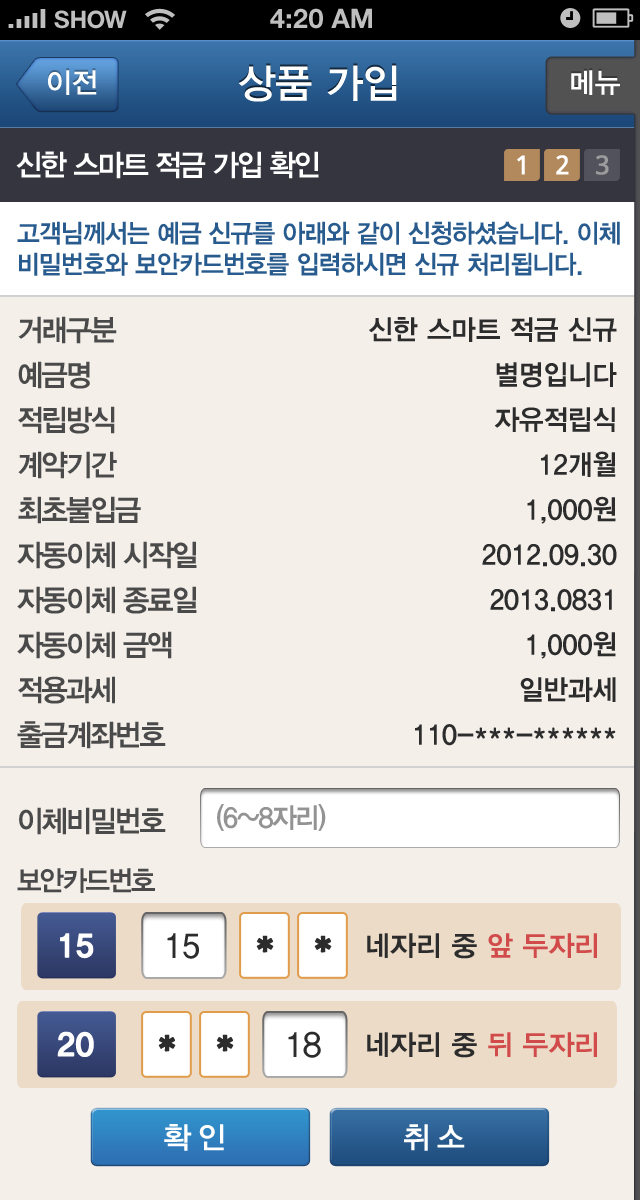 SHOW 4:20 AM
이전 상품 가입 메뉴
신한 스마트 적금 가입 확인 1 2 3
고객님께서는 예금 신규를 아래와 같이 신청하셨습니다. 이체
비밀번호와 보안카드번호를 입력하시면 신규 처리됩니다.
거래구분 신한 스마트 적금 신규
예금명 별명입니다
적립방식 자유적립식
계약기간 12개월
최초불입금 1,000원
자동이체 시작일 2012.09.30
자동이체 종료일 2013.0831
자동이체 금액 1,000원
적용과세 일반과세
출금계좌번호 110-***-******
이체비밀번호 (6~8자리)
보안카드번호
15 15 * * 네자리 중 앞 두자리
20 * * 18 네자리 중 뒤 두자리
확인 취소